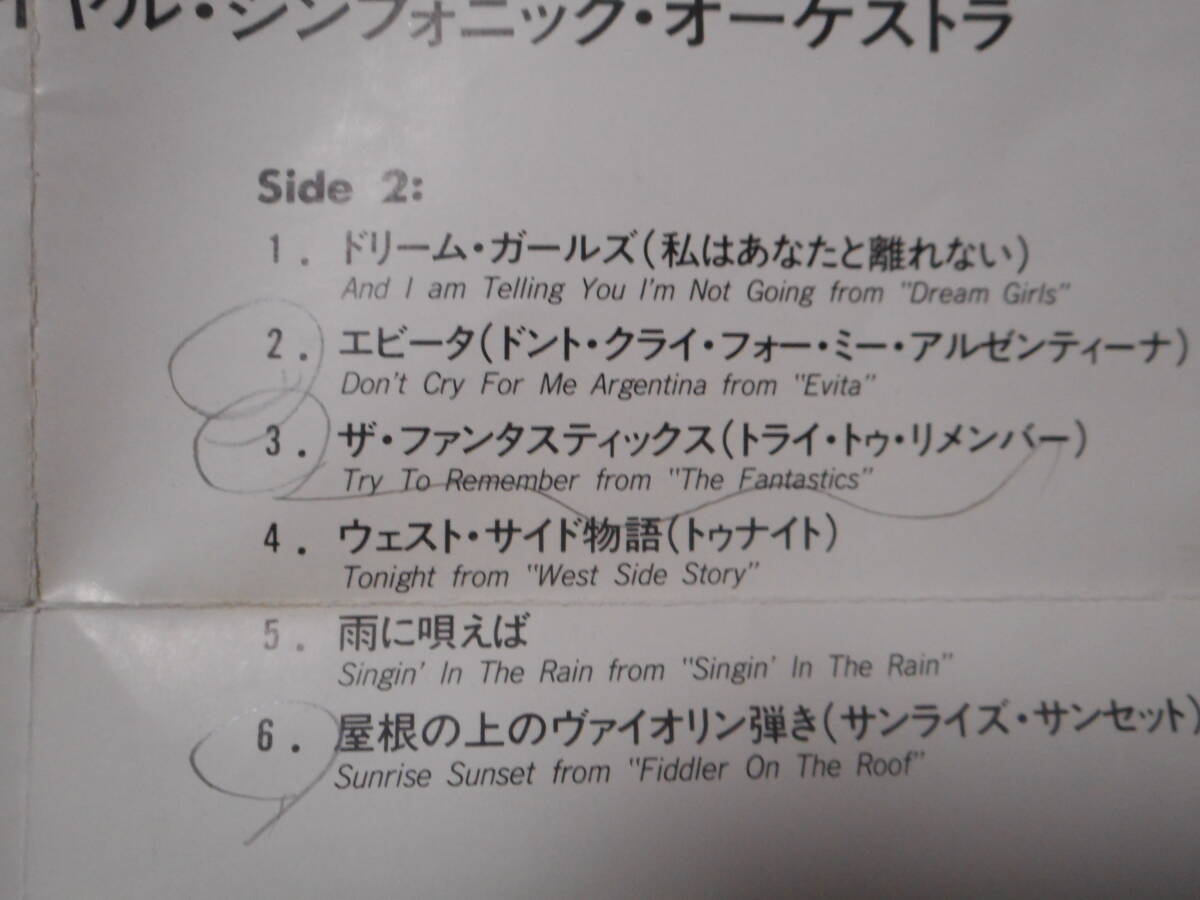 イヤル・シンフォニック・オーケストラ
Side 2:
1. ドリーム・ガールズ(私はあなたと離れない)
And I am Telling You I'm Not Going from "Dream Girls"
2. エビータ(ドント・クライ・フォー・ミー・アルゼンティーナ)
Don't Cry For Me Argentina from "Evita"
3. ザ・ファンタスティックス(トライ・トゥ・リメンバー)
Try To Remember from "The Fantastics"
4. ウェスト・サイド物語(トゥナイト)
Tonight from "West Side Story"
5. 雨に唄えば
Singin' In The Rain from "Singin' In The Rain"
6. 屋根の上のヴァイオリン弾き(サンライズ・サンセット)
Sunrise Sunset from "Fiddler On The Roof"